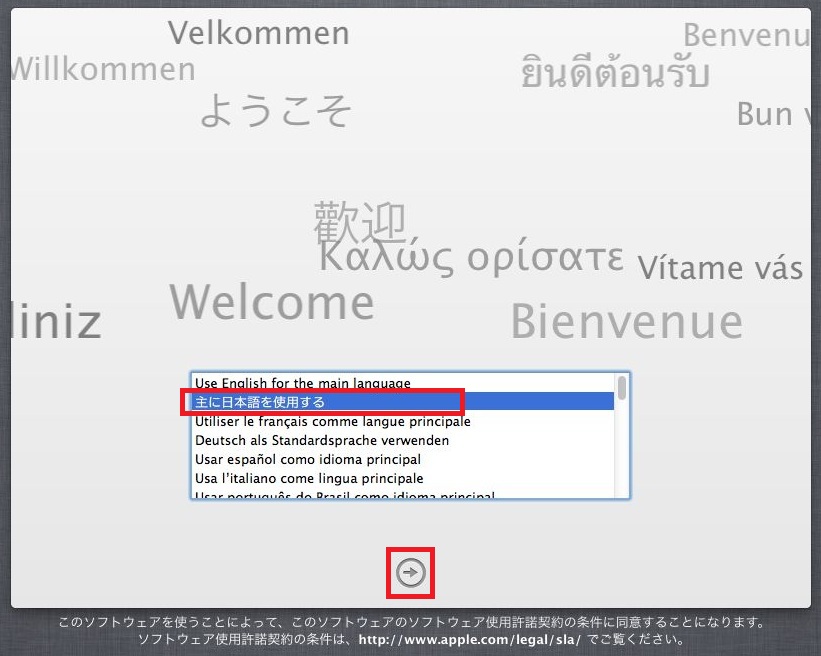 Velkommen
Benvenu
Willkommen
ยินดีต้อนรับ
ようこそ
Bun v
歡迎
Καλώς ορίσατε
Vítame vás
Welcome
liniz
Bienvenue
Use English for the main language
主に日本語を使用する
Utiliser le français comme langue principale
Deutsch als Standardsprache verwenden
Usar español como idioma principal
Usa l’italiano come lingua principale
Usar português do Brasil como idioma principal
このソフトウェアを使うことによって、このソフトウェアのソフトウェア使用許諾契約の条件に同意することになります。
ソフトウェア使用許諾契約の条件は、http://www.apple.com/legal/sla/ でご覧ください。